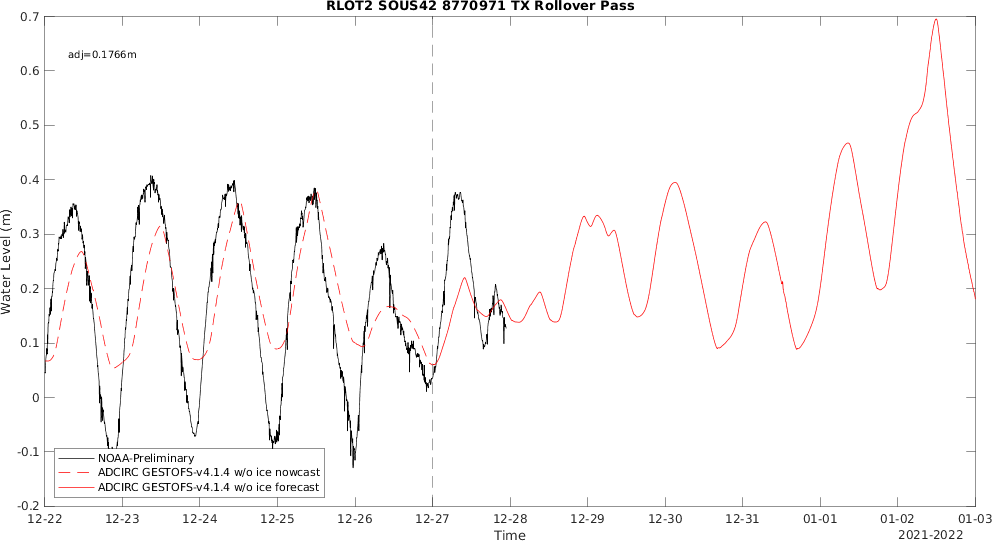 RLOT2 SOUS42 8770971 TX Rollover Pass
adj=0.1766m
0.7
0.6
0.5
0.4
0.3
0.2
0.1
0
-0.1
-0.2
Water Level (m)
NOAA-Preliminary
ADCIRC GESTOFS-v4.1.4 w/o ice nowcast
ADCIRC GESTOFS-v4.1.4 w/o ice forecast
12-22 12-23 12-24 12-25 12-26 12-27 12-28 12-29 12-30 12-31 01-01 01-02 01-03
Time
2021-2022